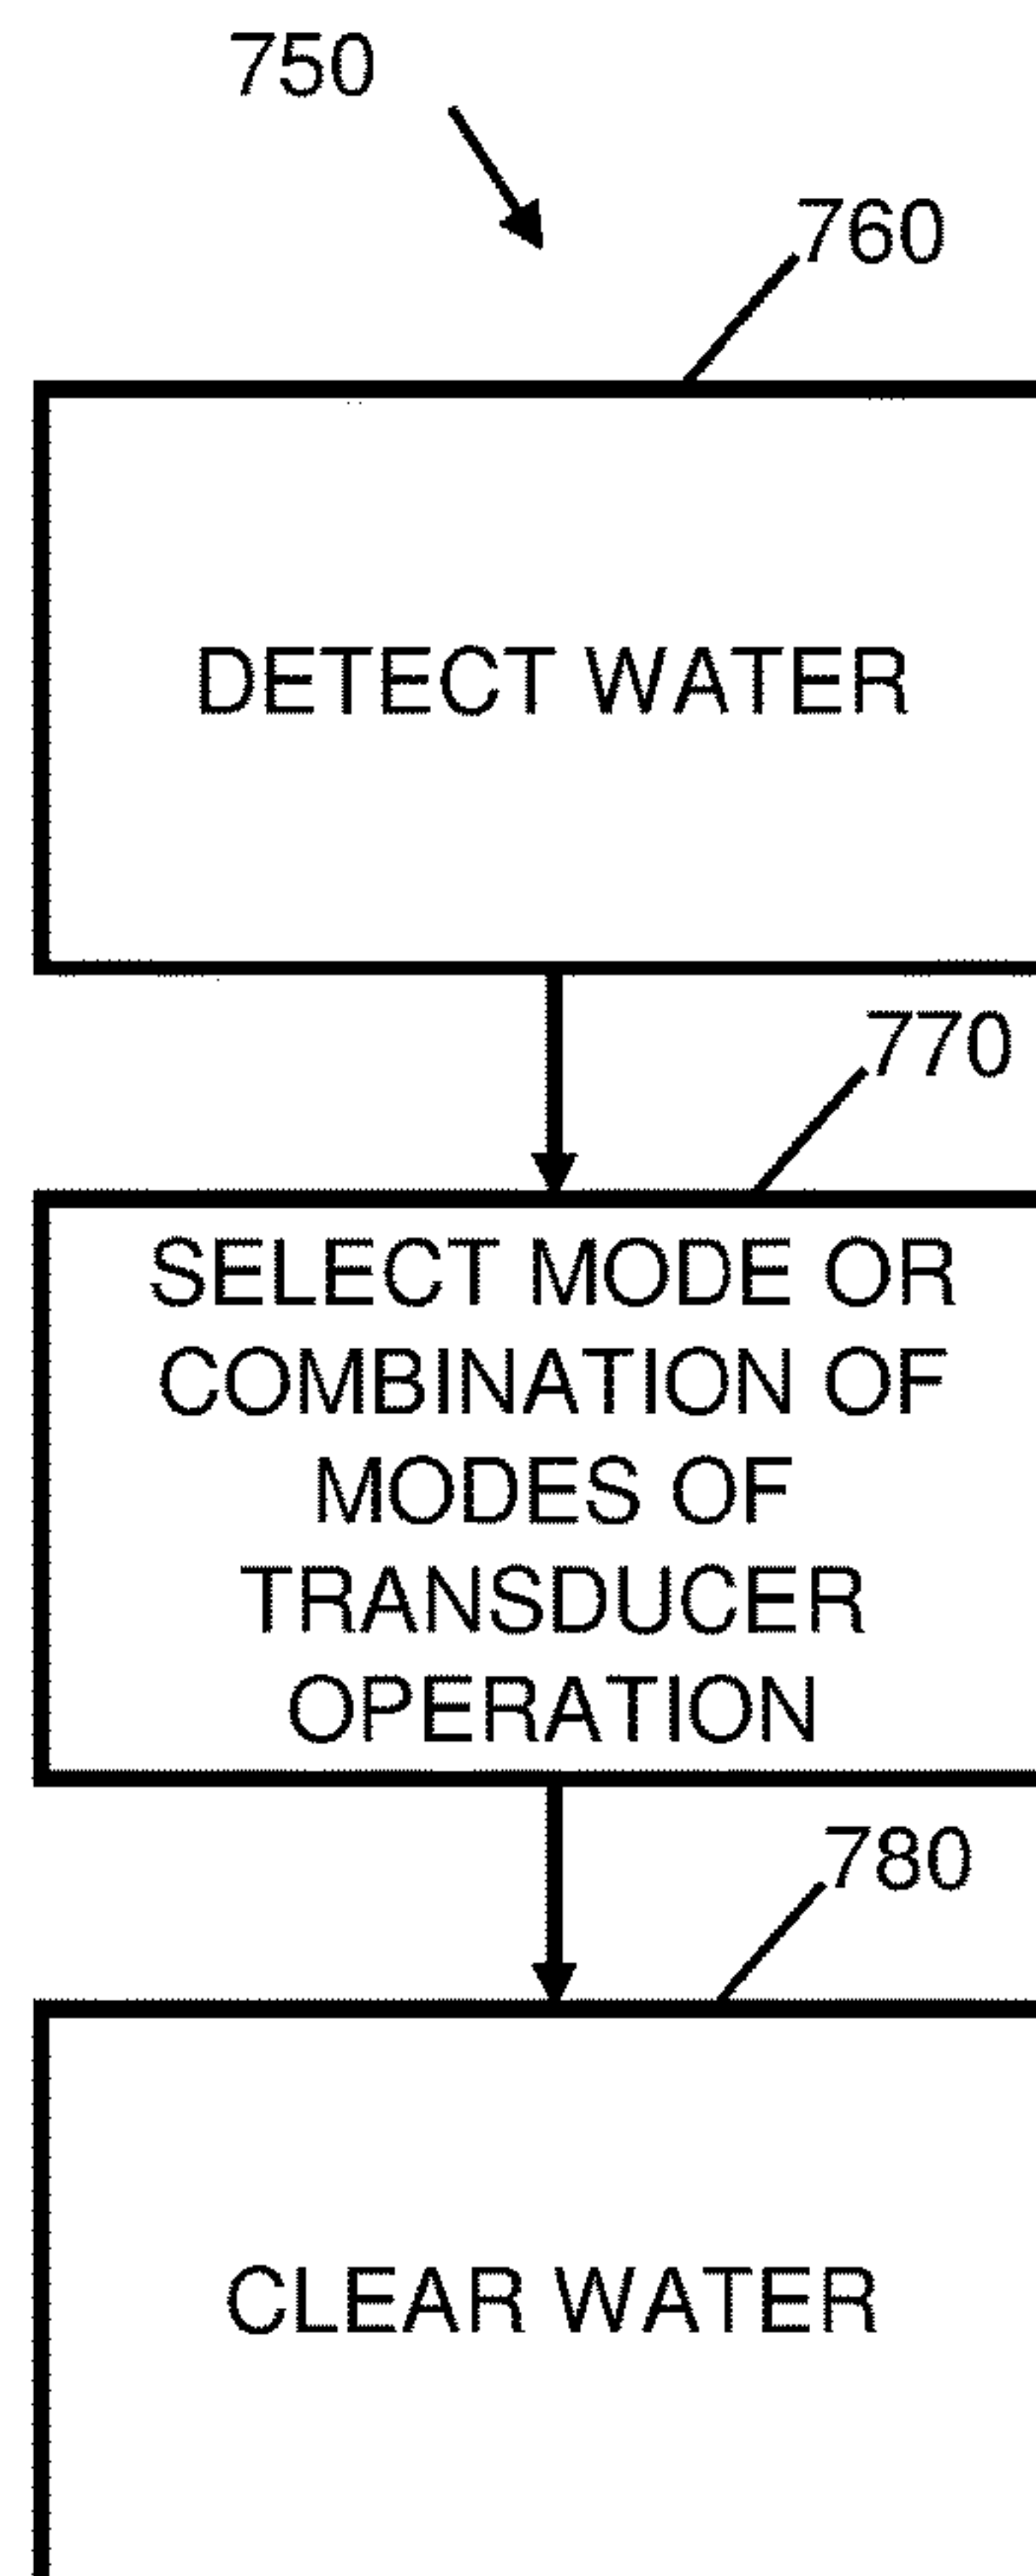 750
760
DETECT WATER
770
SELECT MODE OR
COMBINATION OF
MODES OF
TRANSDUCER
OPERATION
780
CLEAR WATER